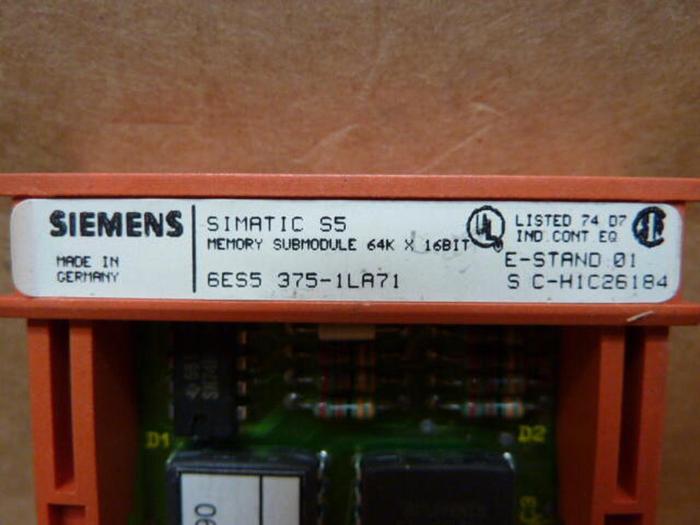 SIEMENS
MADE IN
GERMANY
SIMATIC S5
MEMORY SUBMODULE 64K X 16BIT
6ES5 375-1LA71
UL
LISTED 74 D7
IND.CONT EQ
E-STAND 01
S C-H1C26184
D1
D2